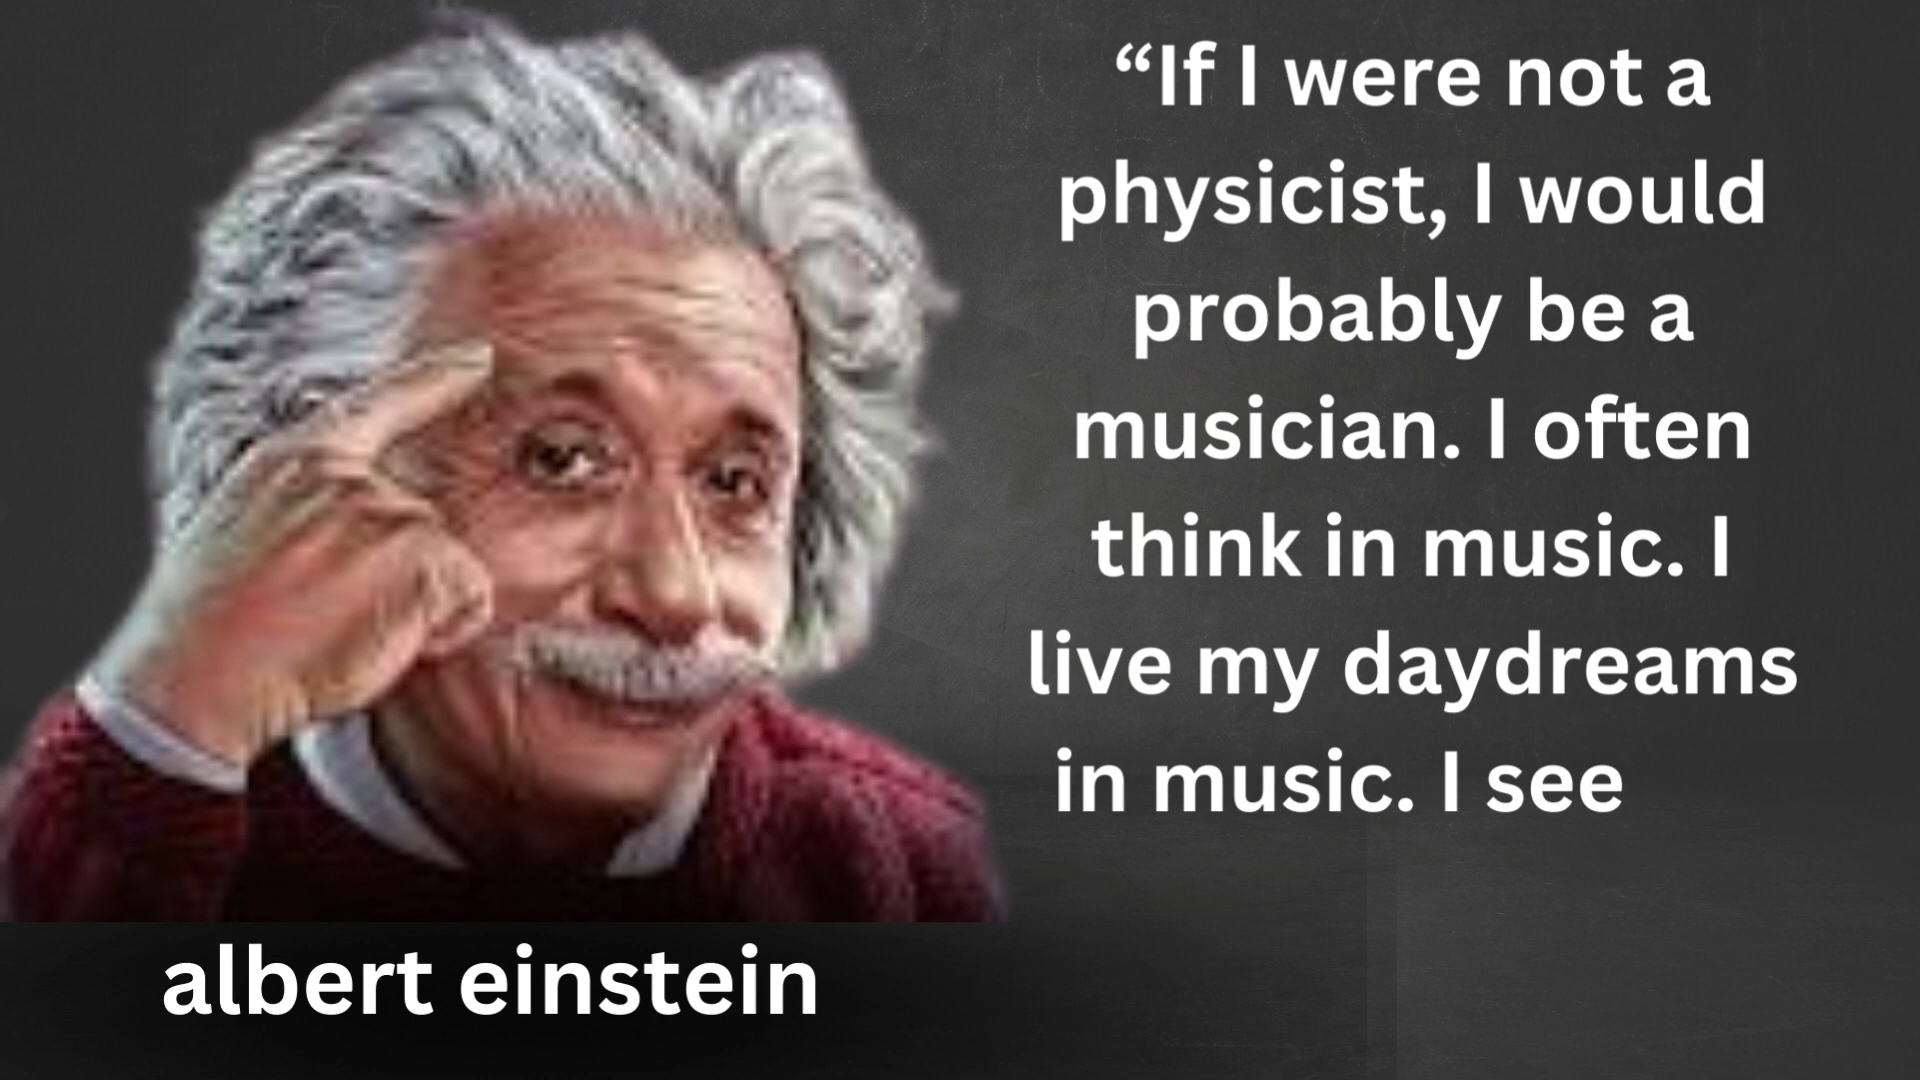 “If I were not a
physicist, I would
probably be a
musician. I often
think in music. I
live my daydreams
in music. I see
albert einstein